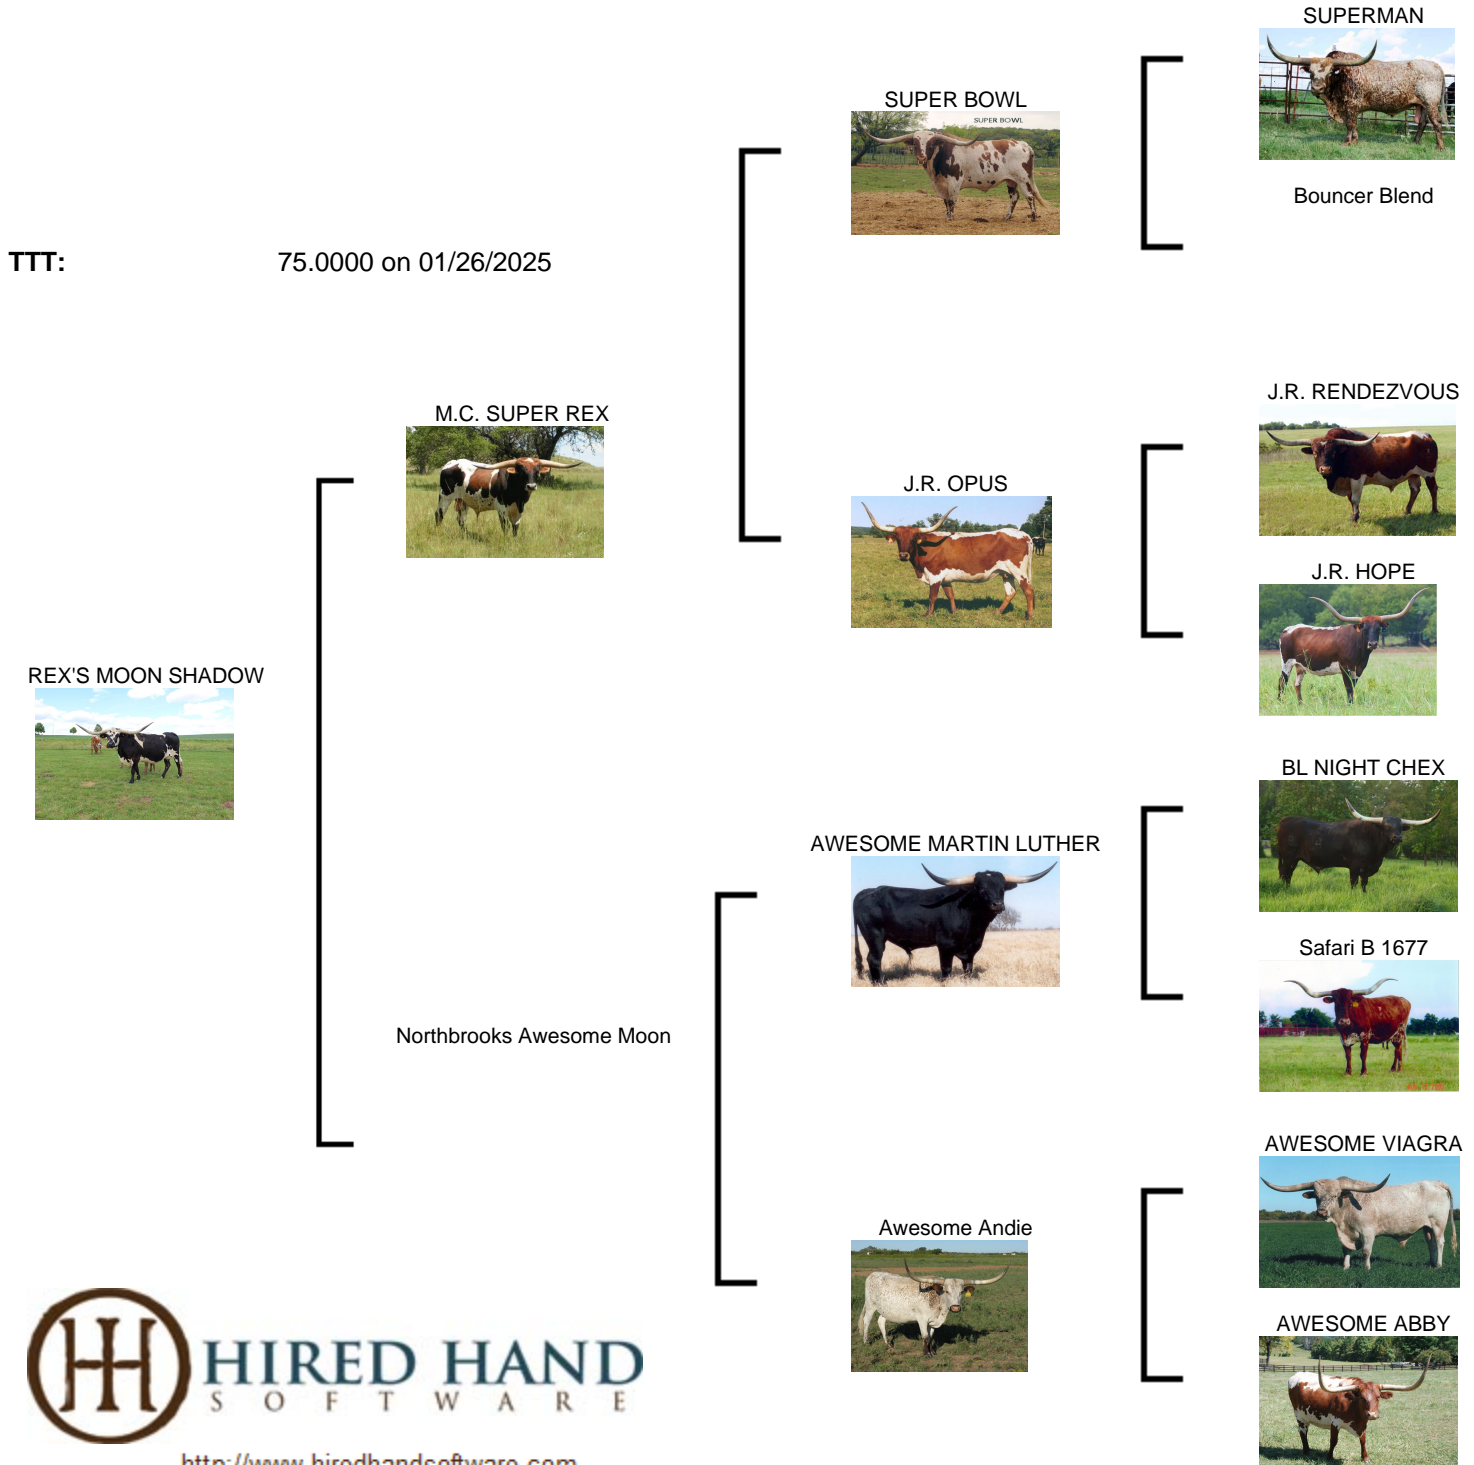 SUPERMAN
SUPER BOWL
SUPER BOWL
Bouncer Blend
TTT: 75.0000 on 01/26/2025
J.R. RENDEZVOUS
M.C. SUPER REX
J.R. OPUS
J.R. HOPE
REX'S MOON SHADOW
BL NIGHT CHEX
AWESOME MARTIN LUTHER
Safari B 1677
Northbrooks Awesome Moon
AWESOME VIAGRA
Awesome Andie
AWESOME ABBY
HIRED HAND
SOFTWARE
http://www.hiredhandsoftware.com